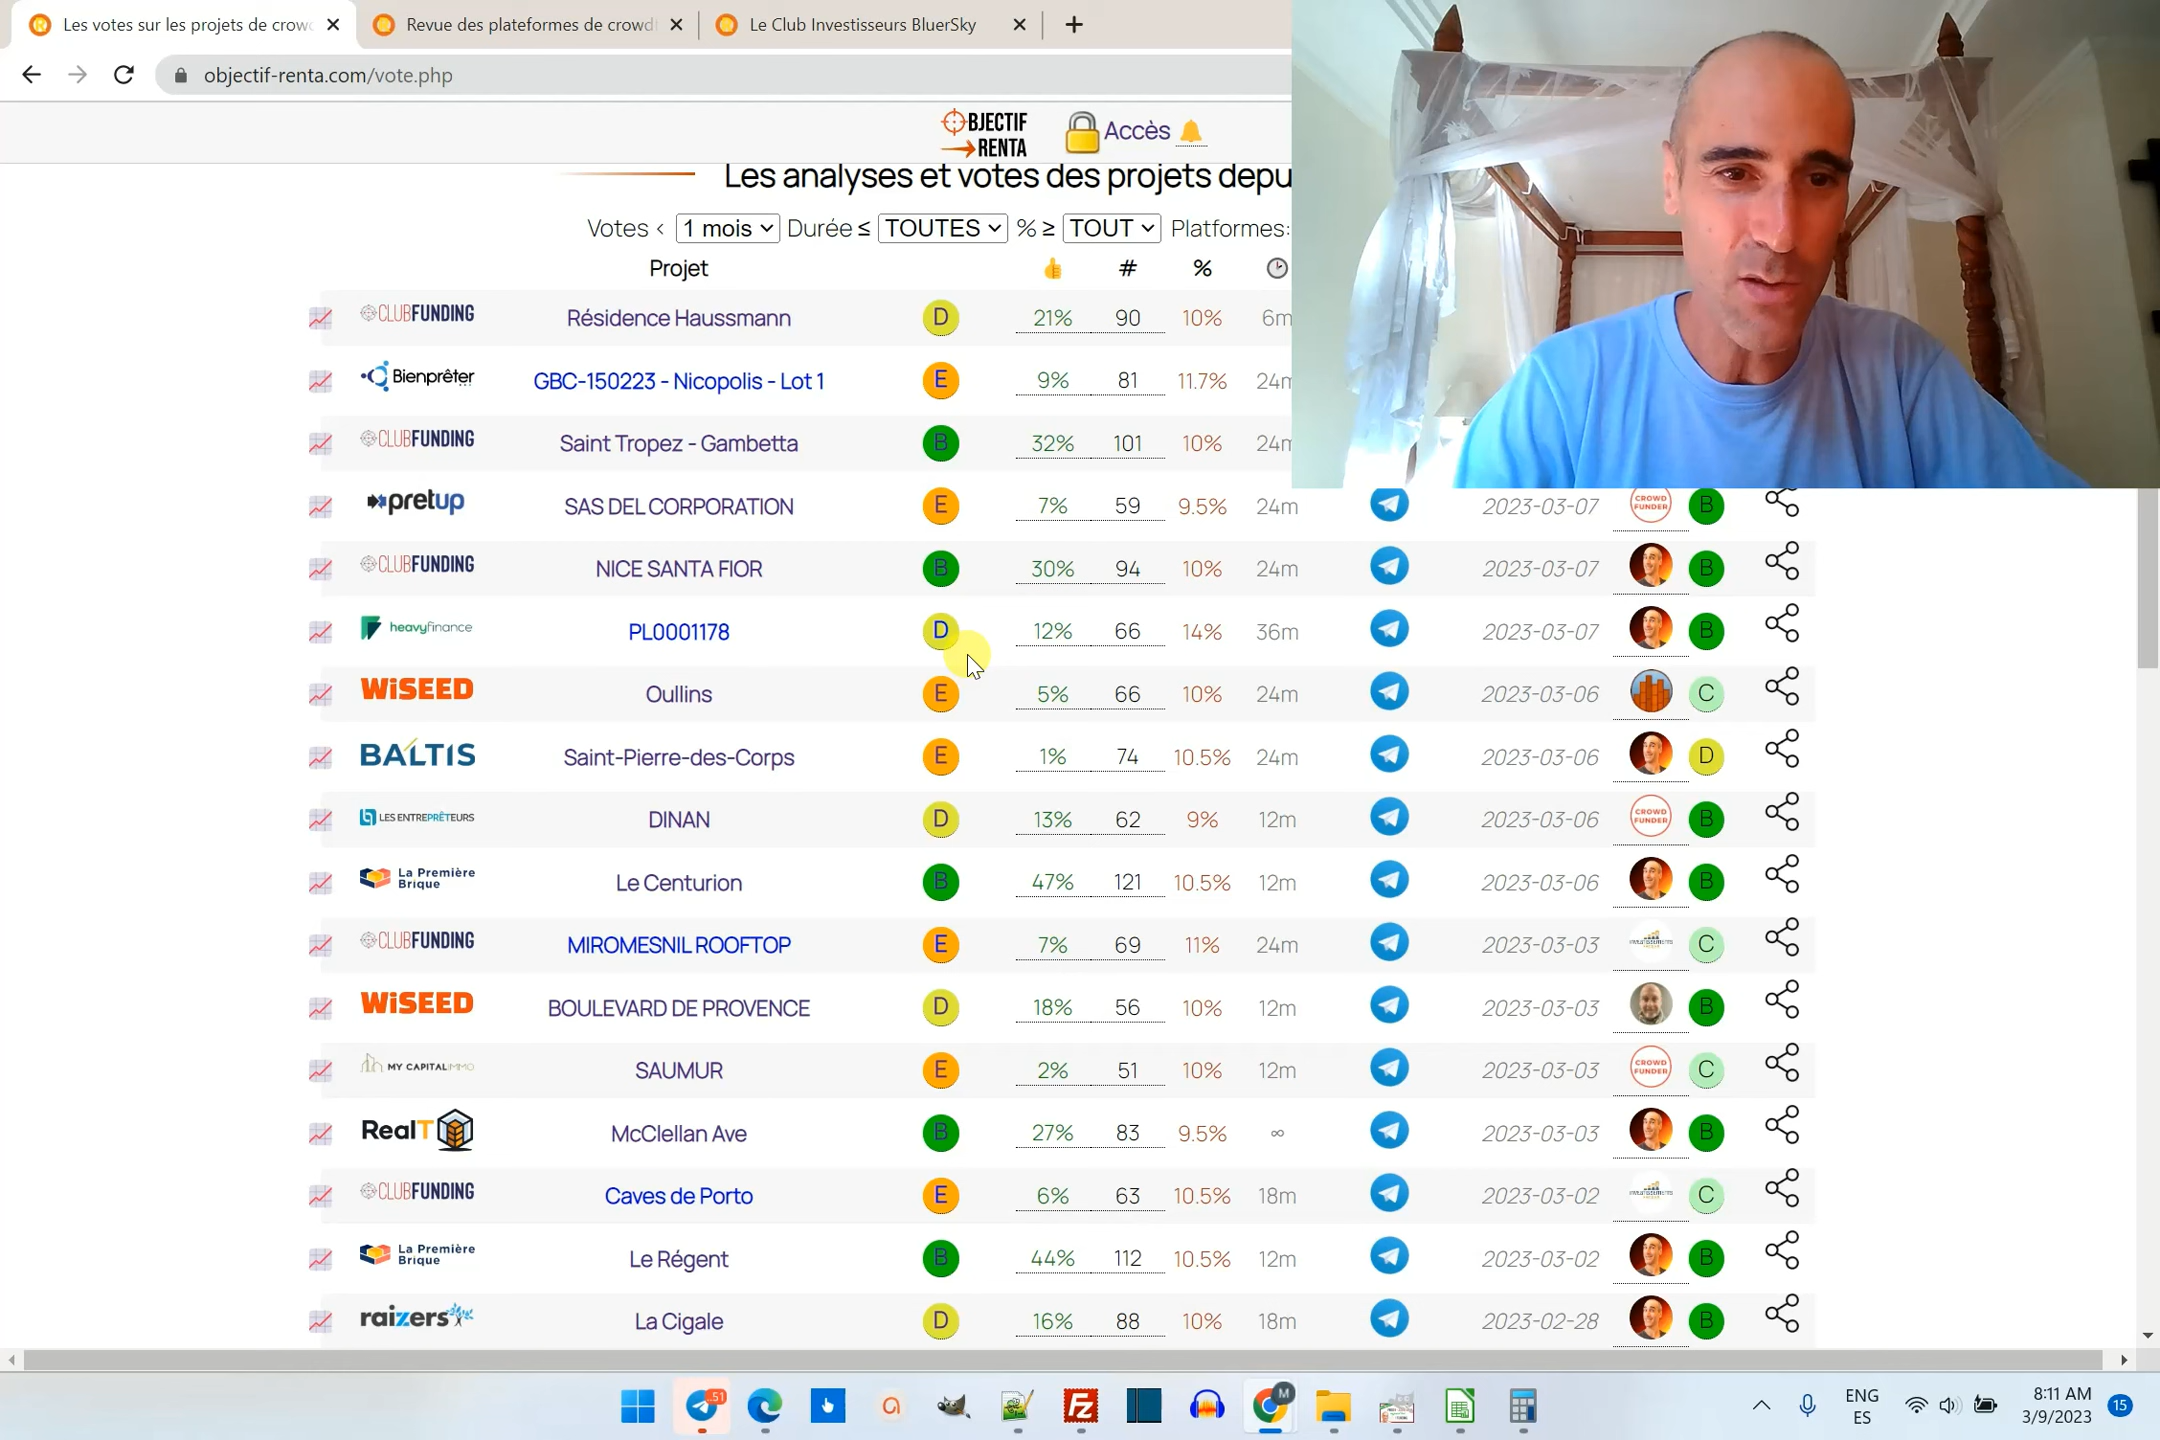 Les votes sur les projets de crow
Revue des plateformes de crowd
Le Club Investisseurs BluerSky
objectif-renta.com/vote.php
OBJECTIF RENTA
Accès
Les analyses et votes des projets depu
Votes < 1 mois Durée ≤ TOUTES % ≥ TOUT Platformes:
Projet 👍 # %
CLUBFUNDING Résidence Haussmann D 21% 90 10% 6m
Bienprêter GBC-150223 - Nicopolis - Lot 1 E 9% 81 11.7% 24m
CLUBFUNDING Saint Tropez - Gambetta B 32% 101 10% 24m
pretup SAS DEL CORPORATION E 7% 59 9.5% 24m 2023-03-07 CROWD FUNDER B
CLUBFUNDING NICE SANTA FIOR B 30% 94 10% 24m 2023-03-07 B
heavyfinance PL0001178 D 12% 66 14% 36m 2023-03-07 B
WiSEED Oullins E 5% 66 10% 24m 2023-03-06 C
BALTIS Saint-Pierre-des-Corps E 1% 74 10.5% 24m 2023-03-06 D
LES ENTREPRÊTEURS DINAN D 13% 62 9% 12m 2023-03-06 CROWD FUNDER B
La Première Brique Le Centurion B 47% 121 10.5% 12m 2023-03-06 B
CLUBFUNDING MIROMESNIL ROOFTOP E 7% 69 11% 24m 2023-03-03 C
WiSEED BOULEVARD DE PROVENCE D 18% 56 10% 12m 2023-03-03 B
MY CAPITALIMMO SAUMUR E 2% 51 10% 12m 2023-03-03 CROWD FUNDER C
RealT McClellan Ave B 27% 83 9.5% ∞ 2023-03-03 B
CLUBFUNDING Caves de Porto E 6% 63 10.5% 18m 2023-03-02 C
La Première Brique Le Régent B 44% 112 10.5% 12m 2023-03-02 B
raizers La Cigale D 16% 88 10% 18m 2023-02-28 B
51
Fz
M
ENG
ES
8:11 AM
3/9/2023
15